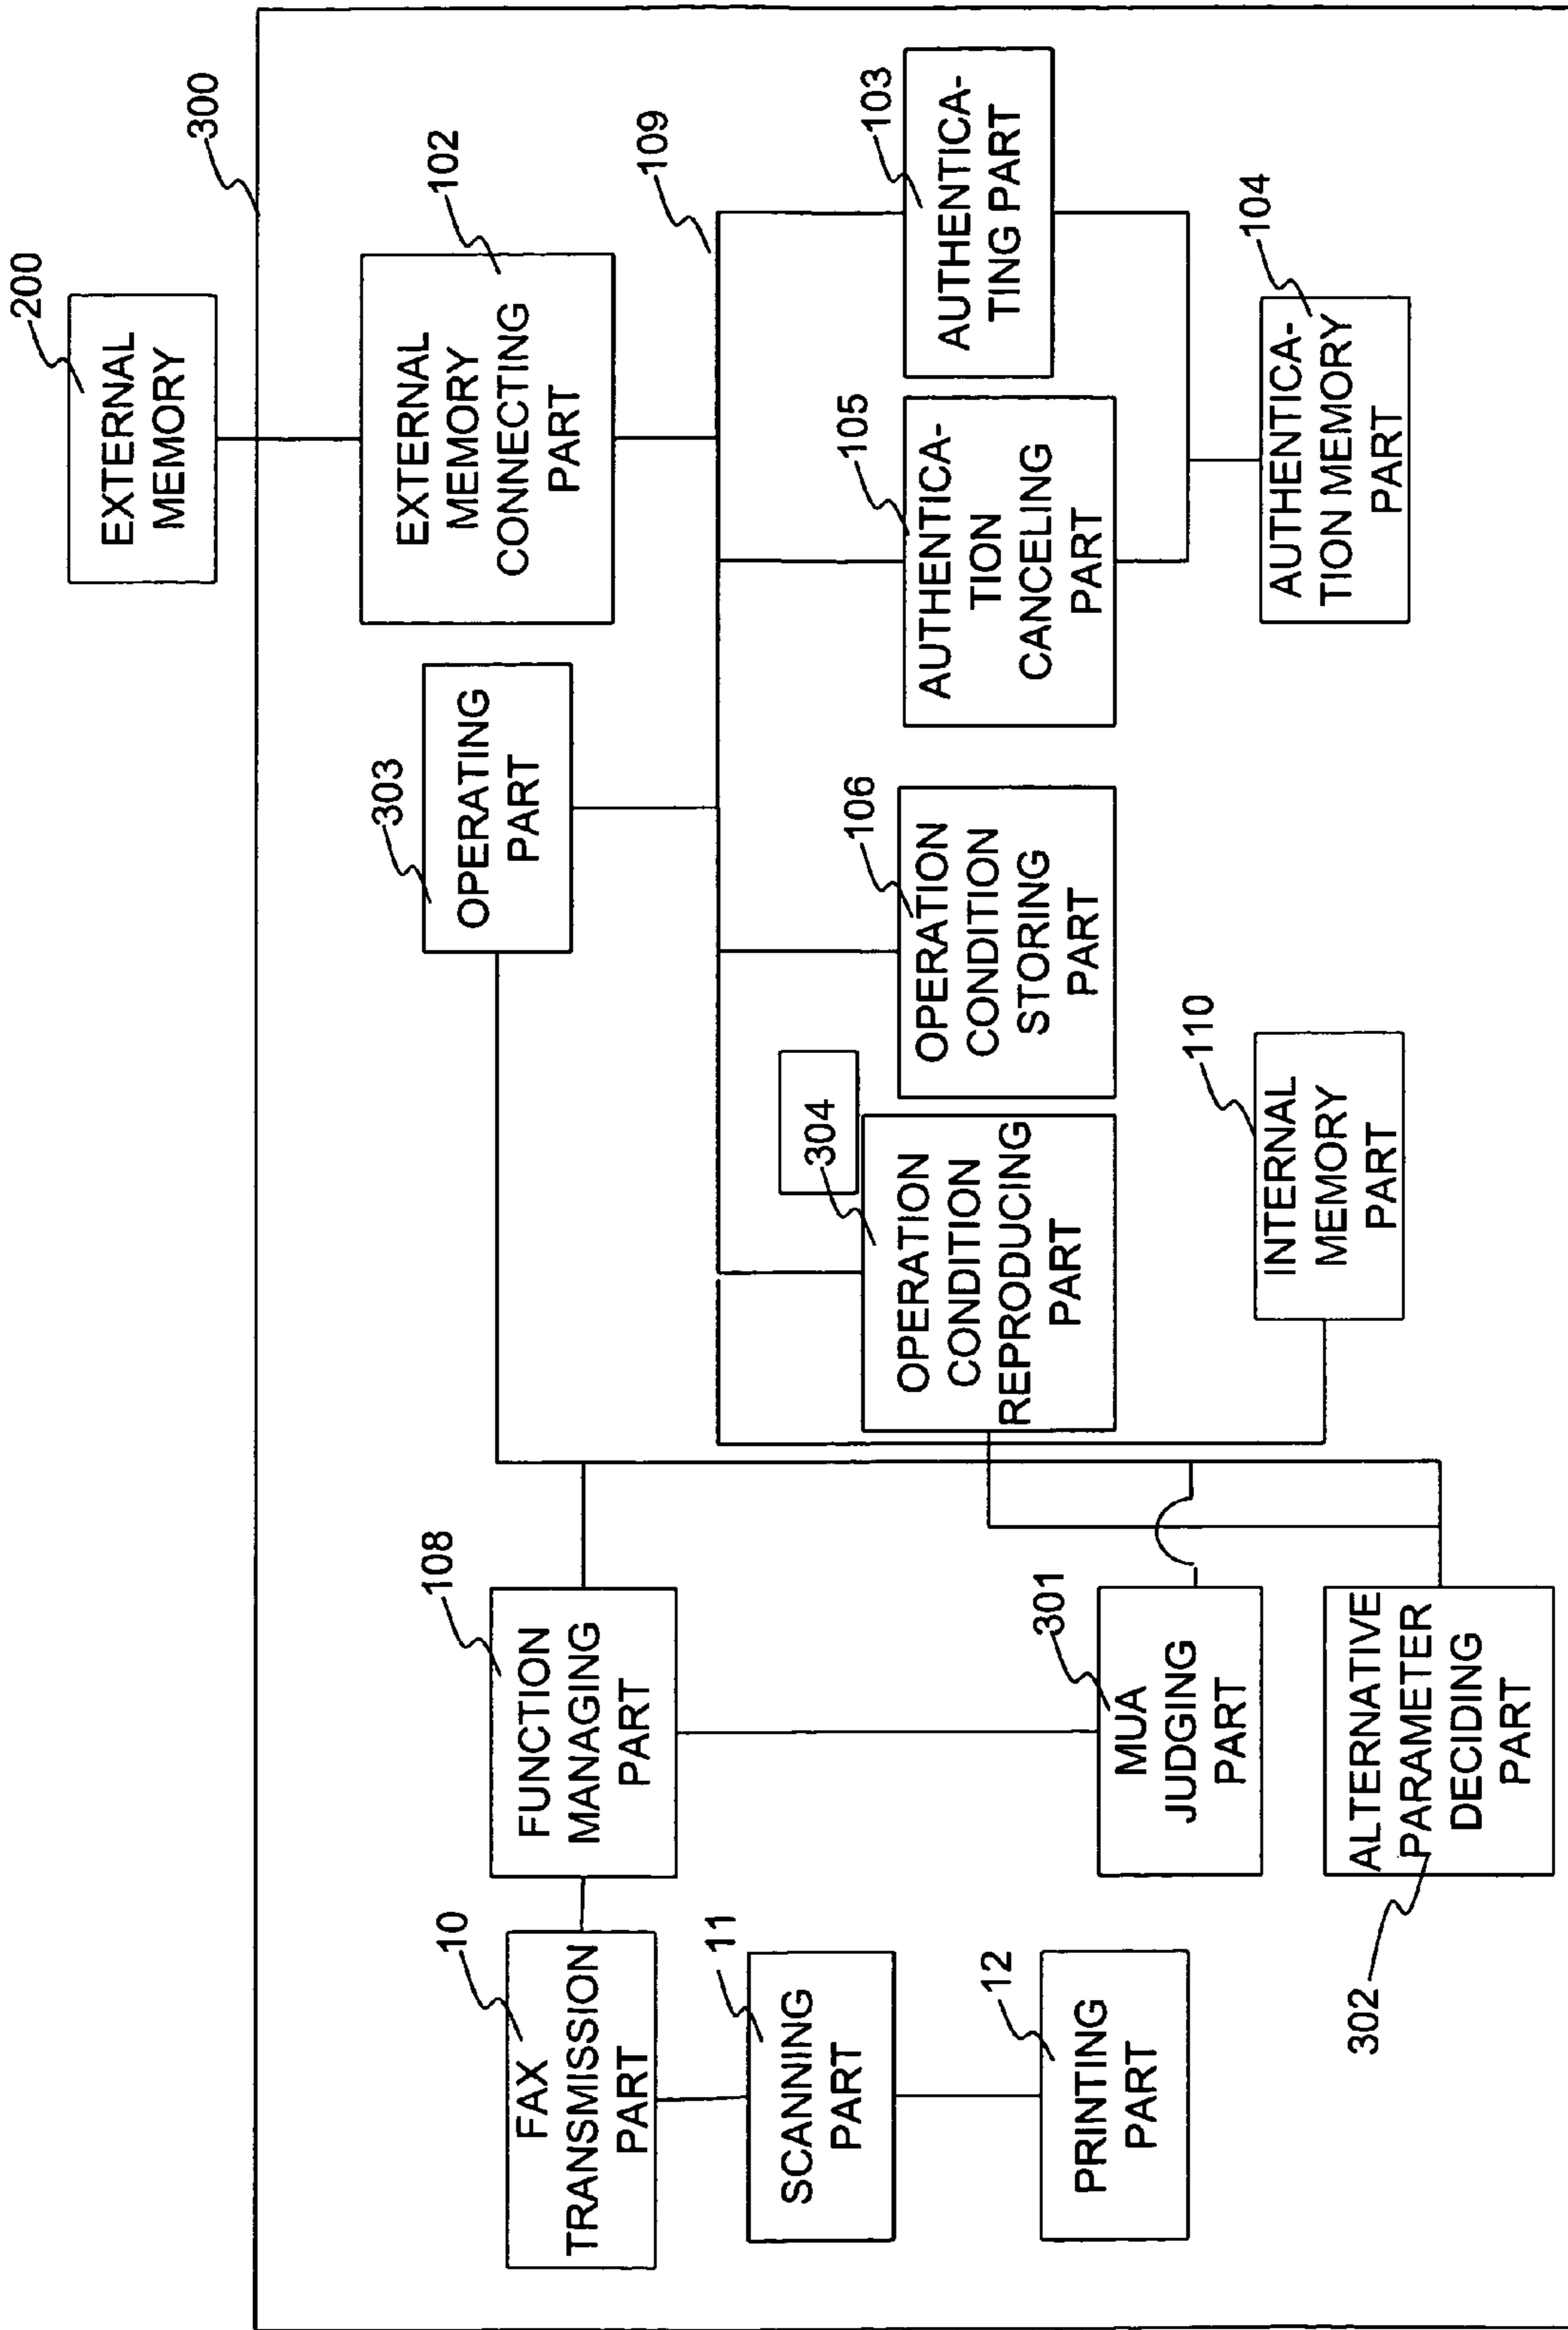 200
EXTERNAL
MEMORY
300
102
EXTERNAL
MEMORY
CONNECTING
PART
303
OPERATING
PART
109
108
FUNCTION
MANAGING
PART
10
FAX
TRANSMISSION
PART
11
SCANNING
PART
12
PRINTING
PART
301
MUA
JUDGING
PART
302
ALTERNATIVE
PARAMETER
DECIDING
PART
304
OPERATION
CONDITION
REPRODUCING
PART
106
OPERATION
CONDITION
STORING
PART
105
AUTHENTICA-
TION
CANCELING
PART
103
AUTHENTICA-
TING PART
110
INTERNAL
MEMORY
PART
104
AUTHENTICA-
TION MEMORY
PART